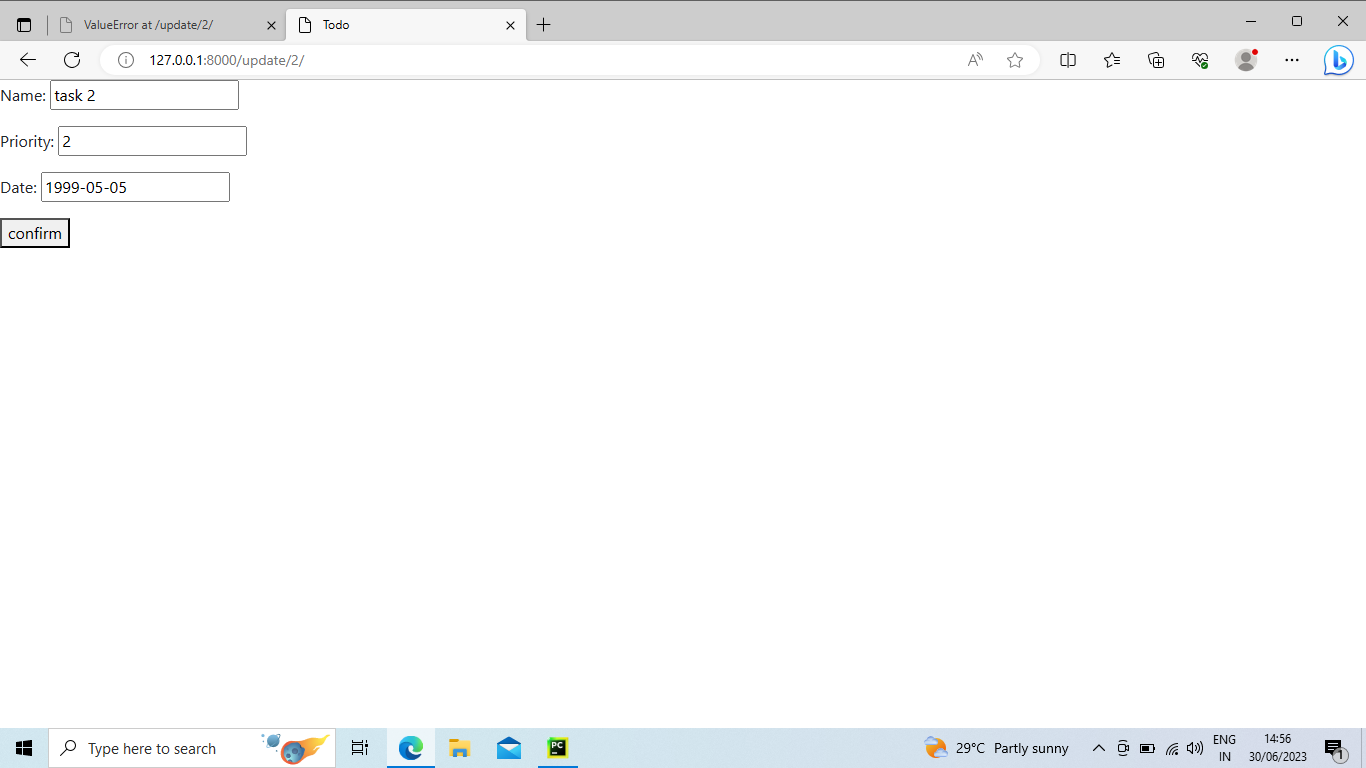 ValueError at /update/2/
Todo
127.0.0.1:8000/update/2/
Name: task 2
Priority: 2
Date: 1999-05-05
confirm
Type here to search
PC
29°C Partly sunny
ENG
IN
14:56
30/06/2023
1